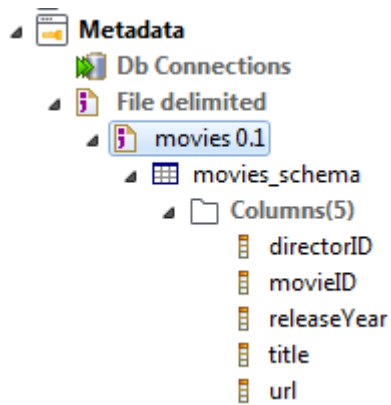 Metadata
Db Connections
File delimited
movies 0.1
movies_schema
Columns(5)
directorID
movieID
releaseYear
title
url